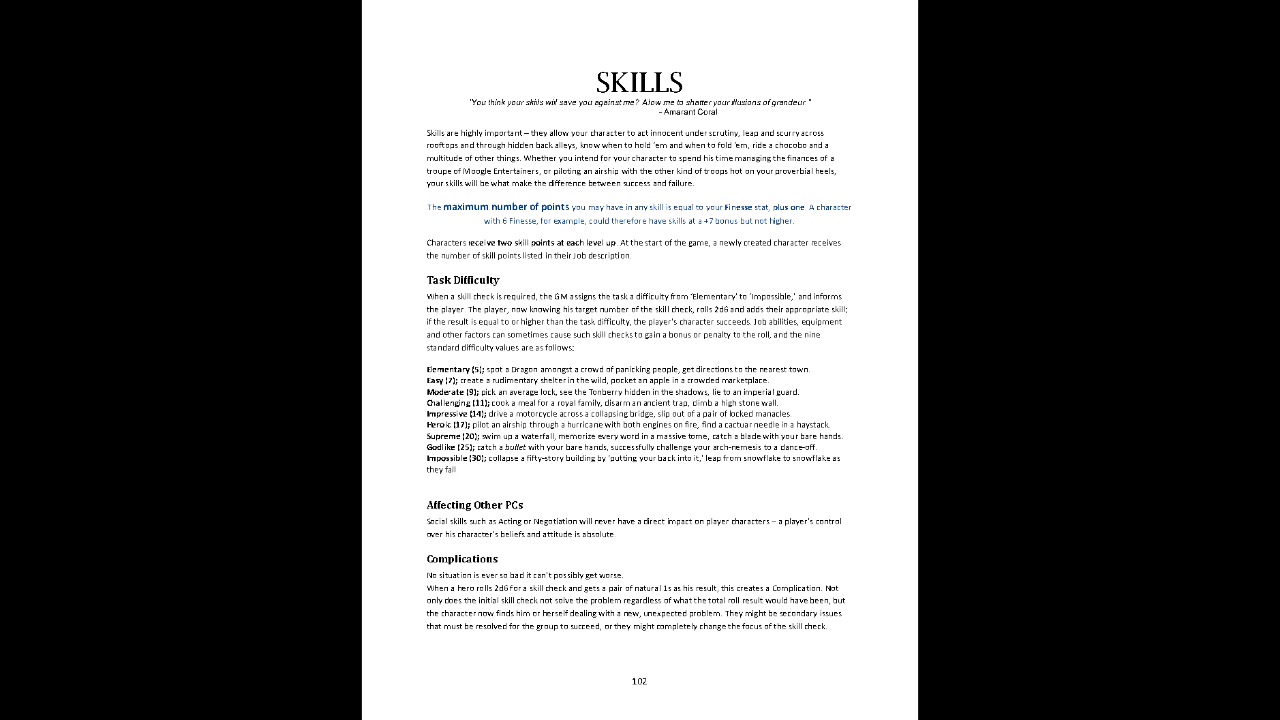 SKILLS
"You think your skills will save you against me? Allow me to shatter your illusions of grandeur."
- Amarant Coral
Skills are highly important – they allow your character to act innocent under scrutiny, leap and scurry across
rooftops and through hidden back alleys, know when to hold 'em and when to fold 'em, ride a chocobo and a
multitude of other things. Whether you intend for your character to spend his time managing the finances of a
troupe of Moogle Entertainers, or piloting an airship with the other kind of troops hot on your proverbial heels,
your skills will be what make the difference between success and failure.
The maximum number of points you may have in any skill is equal to your Finesse stat, plus one. A character
with 6 Finesse, for example, could therefore have skills at a +7 bonus but not higher.
Characters receive two skill points at each level up. At the start of the game, a newly created character receives
the number of skill points listed in their Job description.
Task Difficulty
When a skill check is required, the GM assigns the task a difficulty from 'Elementary' to 'Impossible,' and informs
the player. The player, now knowing his target number of the skill check, rolls 2d6 and adds their appropriate skill;
if the result is equal to or higher than the task difficulty, the player's character succeeds. Job abilities, equipment
and other factors can sometimes cause such skill checks to gain a bonus or penalty to the roll, and the nine
standard difficulty values are as follows;
Elementary (5); spot a Dragon amongst a crowd of panicking people, get directions to the nearest town.
Easy (7); create a rudimentary shelter in the wild, pocket an apple in a crowded marketplace.
Moderate (9); pick an average lock, see the Tonberry hidden in the shadows, lie to an imperial guard.
Challenging (11); cook a meal for a royal family, disarm an ancient trap, climb a high stone wall.
Impressive (14); drive a motorcycle across a collapsing bridge, slip out of a pair of locked manacles.
Heroic (17); pilot an airship through a hurricane with both engines on fire, find a cactuar needle in a haystack.
Supreme (20); swim up a waterfall, memorize every word in a massive tome, catch a blade with your bare hands.
Godlike (25); catch a bullet with your bare hands, successfully challenge your arch-nemesis to a dance-off.
Impossible (30); collapse a fifty-story building by 'putting your back into it,' leap from snowflake to snowflake as
they fall
Affecting Other PCs
Social skills such as Acting or Negotiation will never have a direct impact on player characters – a player's control
over his character's beliefs and attitude is absolute.
Complications
No situation is ever so bad it can't possibly get worse.
When a hero rolls 2d6 for a skill check and gets a pair of natural 1s as his result, this creates a Complication. Not
only does the initial skill check not solve the problem regardless of what the total roll result would have been, but
the character now finds him or herself dealing with a new, unexpected problem. They might be secondary issues
that must be resolved for the group to succeed, or they might completely change the focus of the skill check.
102